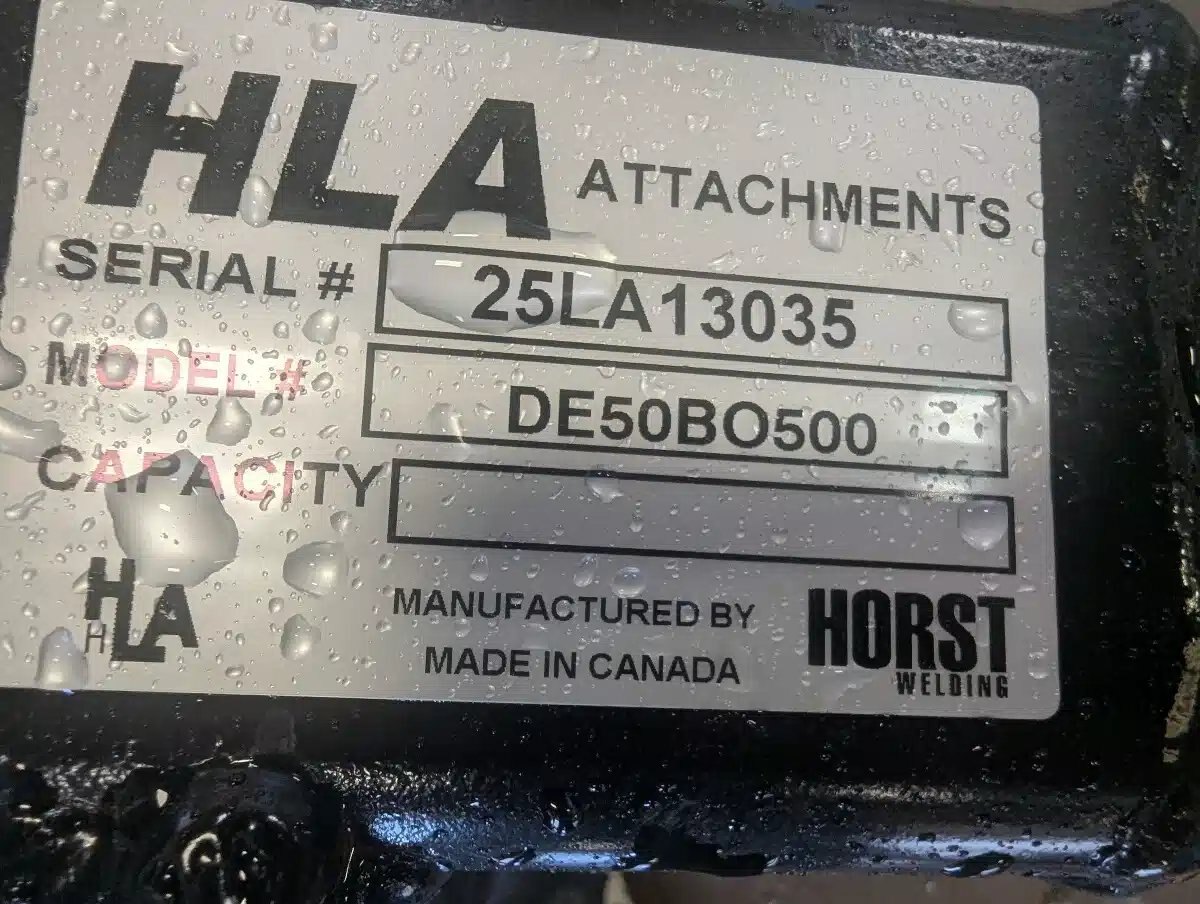 HLA ATTACHMENTS
SERIAL # 25LA13035
MODEL # DE50BO500
CAPACITY
HLA
H
MANUFACTURED BY
MADE IN CANADA
HORST
WELDING